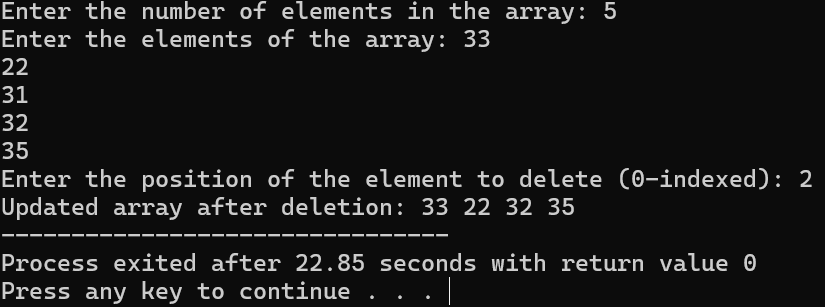 Enter the number of elements in the array: 5
Enter the elements of the array: 33
22
31
32
35
Enter the position of the element to delete (0-indexed): 2
Updated array after deletion: 33 22 32 35
--------------------------------
Process exited after 22.85 seconds with return value 0
Press any key to continue . . .